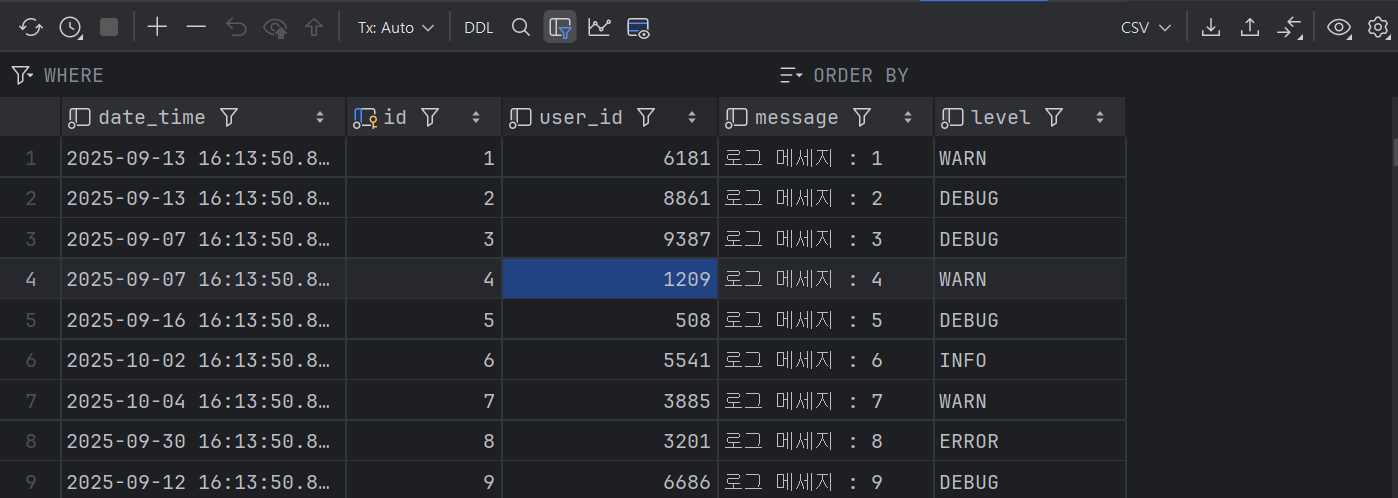 Tx: Auto DDL CSV
WHERE ORDER BY
date_time id user_id message level
1 2025-09-13 16:13:50.8… 1 6181 로그 메세지 : 1 WARN
2 2025-09-13 16:13:50.8… 2 8861 로그 메세지 : 2 DEBUG
3 2025-09-07 16:13:50.8… 3 9387 로그 메세지 : 3 DEBUG
4 2025-09-07 16:13:50.8… 4 1209 로그 메세지 : 4 WARN
5 2025-09-16 16:13:50.8… 5 508 로그 메세지 : 5 DEBUG
6 2025-10-02 16:13:50.8… 6 5541 로그 메세지 : 6 INFO
7 2025-10-04 16:13:50.8… 7 3885 로그 메세지 : 7 WARN
8 2025-09-30 16:13:50.8… 8 3201 로그 메세지 : 8 ERROR
9 2025-09-12 16:13:50.8… 9 6686 로그 메세지 : 9 DEBUG